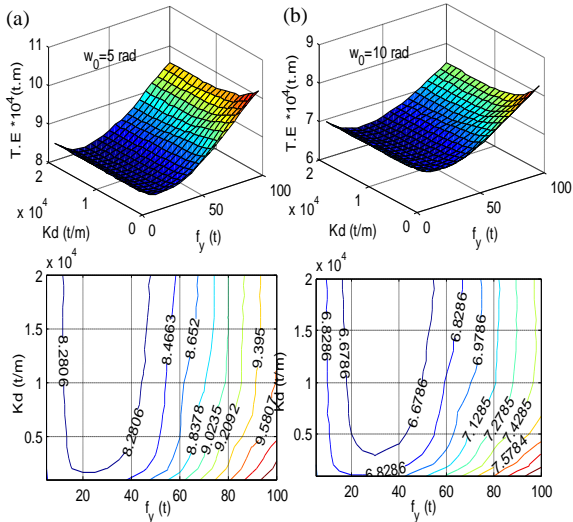 (a)
w0=5 rad
11
10
9
8
T.E *10^4(t.m)
2
1
0
x 10^4
Kd (t/m)
0
50
100
f_y (t)
(b)
w0=10 rad
9
8
7
6
T.E *10^4(t.m)
2
1
0
x 10^4
Kd (t/m)
0
50
100
f_y (t)
x 10^4
2
1.5
1
0.5
Kd (t/m)
20 40 60 80 100
f_y (t)
8.2806
8.2806
8.4663
8.652
8.8378
9.0235
9.2092
9.395
9.5807
x 10^4
2
1.5
1
0.5
Kd (t/m)
20 40 60 80 100
f_y (t)
6.8286
6.6786
6.6786
6.8286
6.8286
6.9786
7.1285
7.2785
7.4285
7.5784